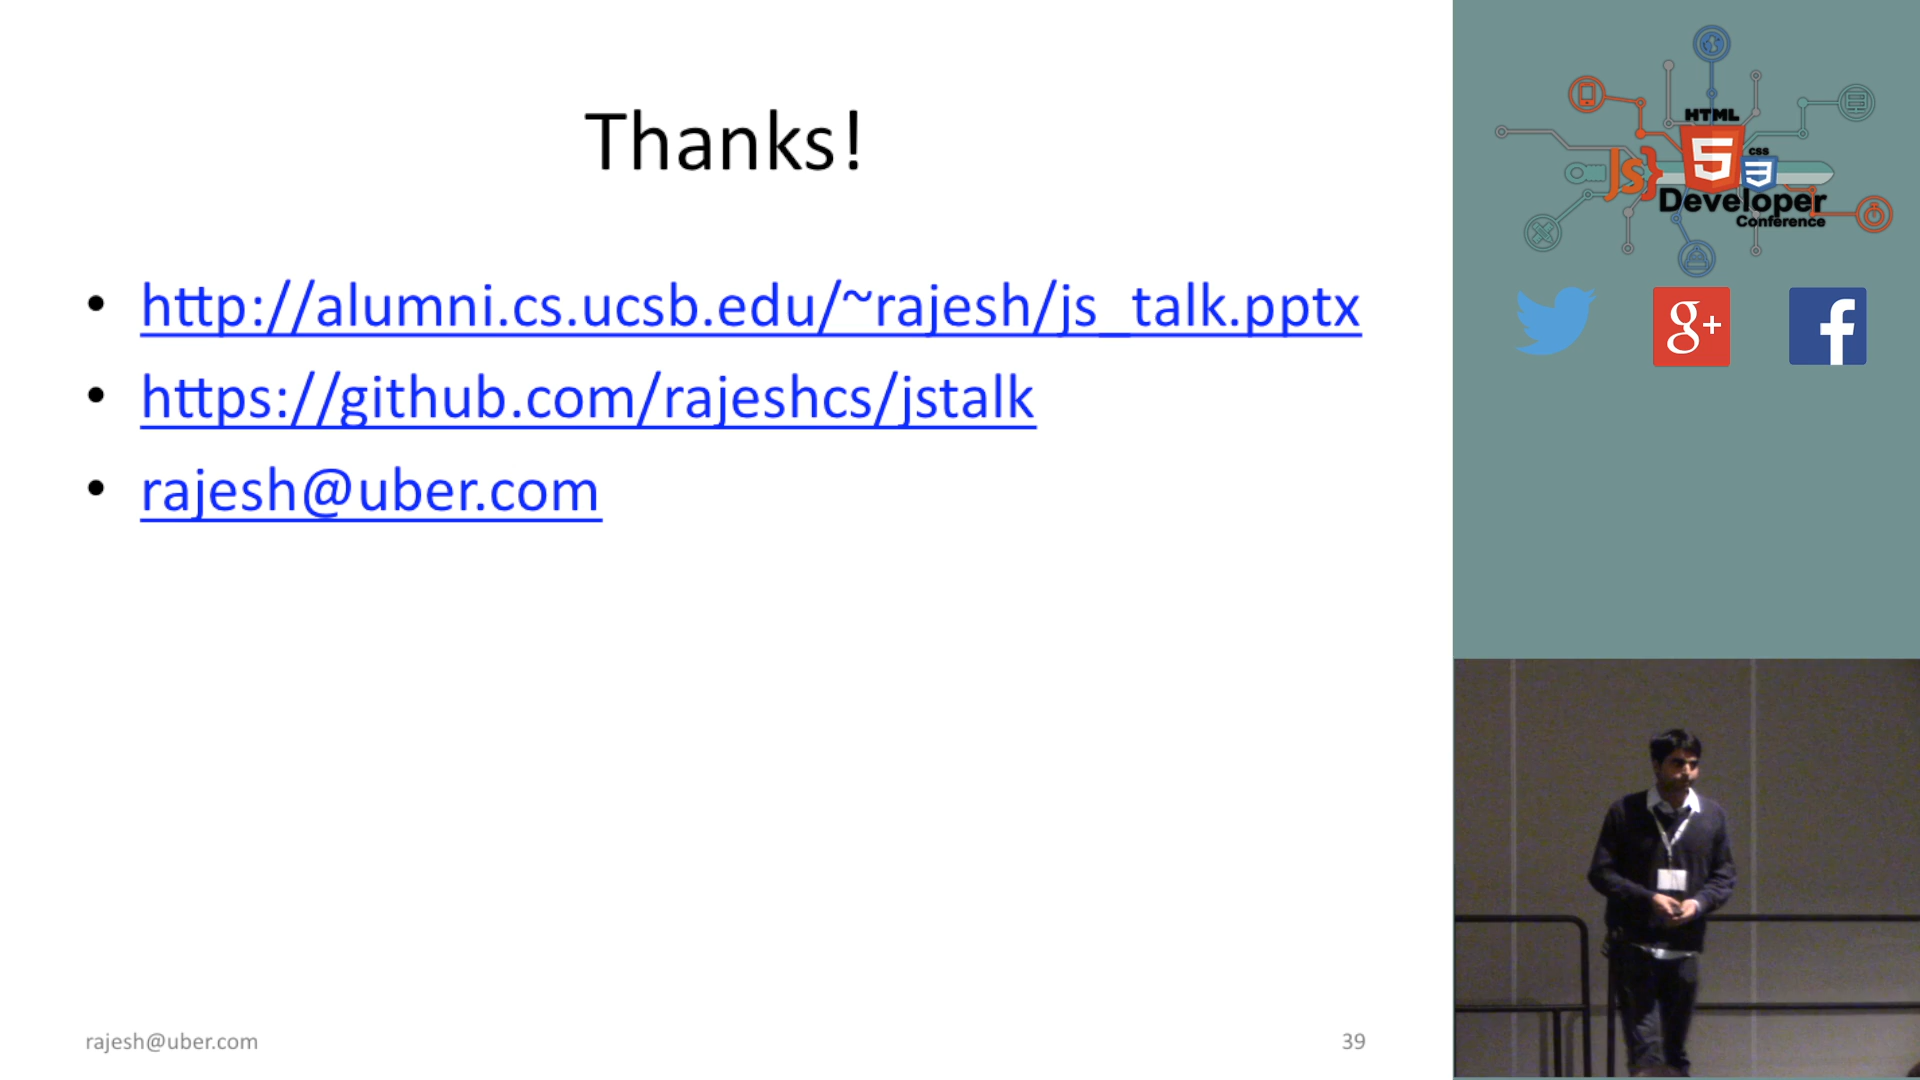 Thanks!
• http://alumni.cs.ucsb.edu/~rajesh/js_talk.pptx
• https://github.com/rajeshcs/jstalk
• rajesh@uber.com
rajesh@uber.com
39
HTML
5
CSS
3
JS}
Developer
Conference
g+
f